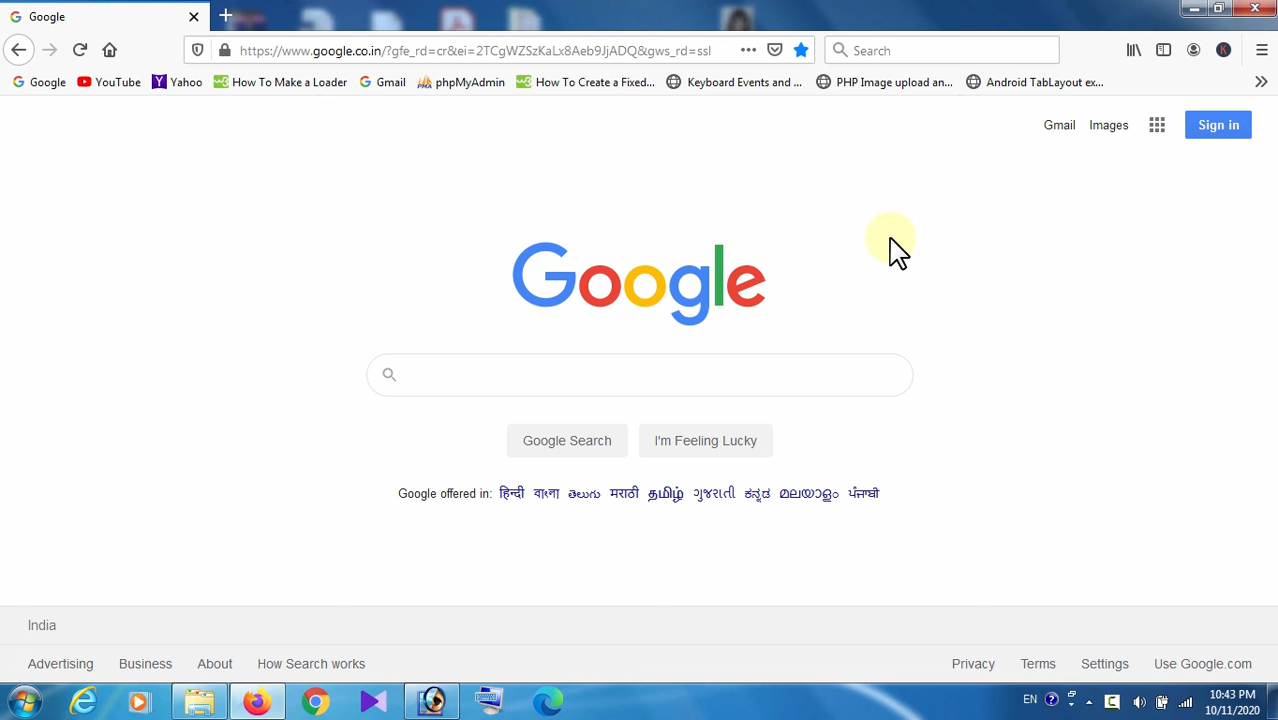 Google
https://www.google.co.in/?gfe_rd=cr&ei=2TCgWZSzKaLx8Aeb9JjADQ&gws_rd=ssl
Search
K
Google YouTube Yahoo How To Make a Loader Gmail phpMyAdmin How To Create a Fixed... Keyboard Events and ... PHP Image upload an... Android TabLayout ex...
Gmail Images Sign in
Google
Google Search I'm Feeling Lucky
Google offered in: हिन्दी বাংলা తెలుగు मराठी தமிழ் ગુજરાતી ಕನ್ನಡ മലയാളം ਪੰਜਾਬੀ
India
Advertising Business About How Search works Privacy Terms Settings Use Google.com
EN 10:43 PM
10/11/2020